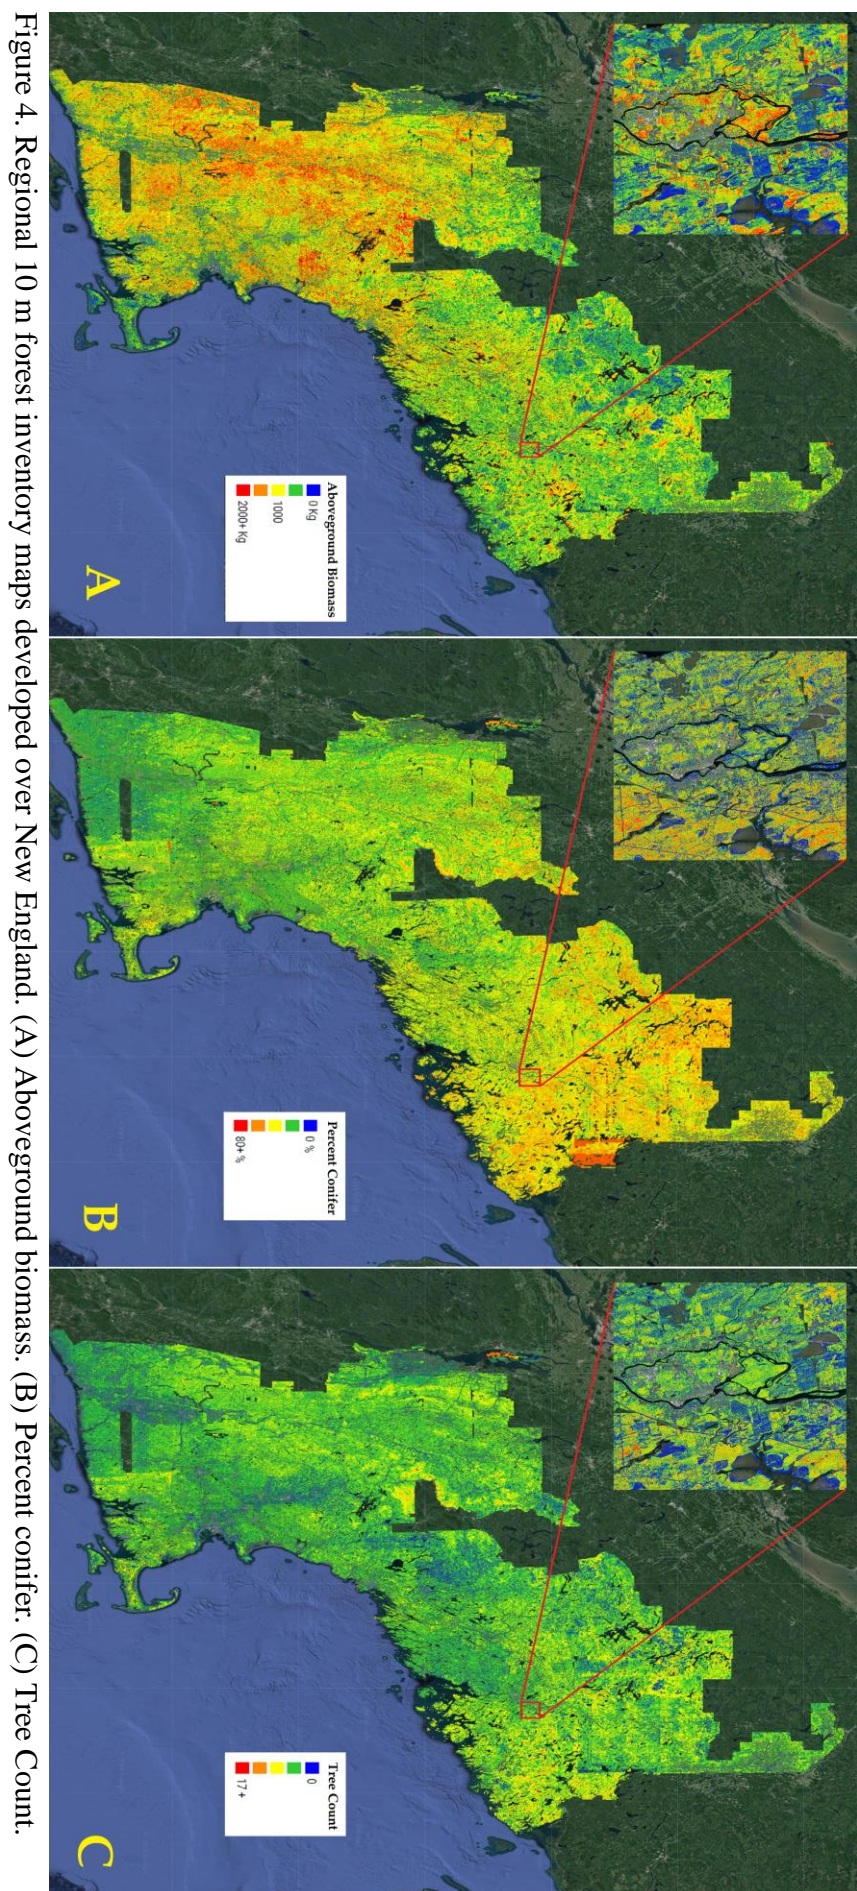 Aboveground Biomass
0 Kg
1000
2000+ Kg
A
Percent Conifer
0 %
80+ %
B
Tree Count
0
17 +
C
Figure 4. Regional 10 m forest inventory maps developed over New England. (A) Aboveground biomass. (B) Percent conifer. (C) Tree Count.